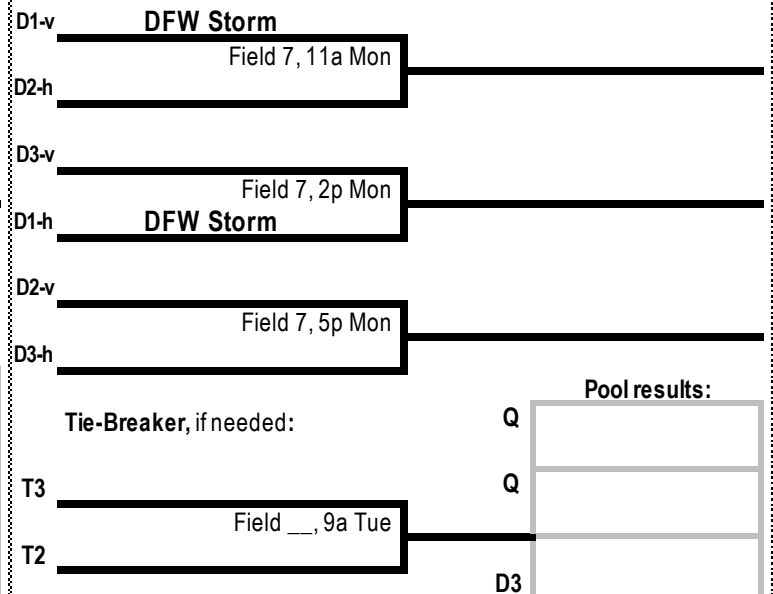 D1-v DFW Storm
Field 7, 11a Mon
D2-h
D3-v
Field 7, 2p Mon
D1-h DFW Storm
D2-v
Field 7, 5p Mon
D3-h
Pool results:
Tie-Breaker, if needed: Q
T3 Q
Field __, 9a Tue
T2
D3